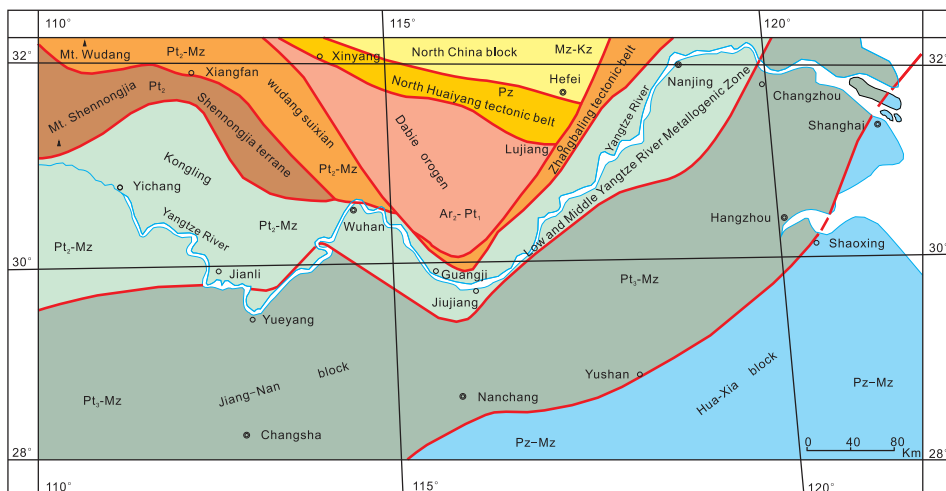 110°
115°
120°
32°
32°
Mt. Wudang
Pt₂-Mz
Xinyang
North China block
Mz-Kz
Xiangfan
Pt₂
Mt. Shennongjia
Shennongjia terrane
wudang suixian
Pt₂-Mz
North Huaiyang tectonic belt
Pz
Hefei
Zhangbaling tectonic belt
Dabie orogen
Lujiang
Ar₂- Pt₁
Nanjing
Yangtze River
Low and Middle Yangtze River Metallogenic Zone
Changzhou
Shanghai
Kongling
Yichang
Yangtze River
Pt₂-Mz
Pt₂-Mz
Wuhan
Hangzhou
Shaoxing
30°
30°
Jianli
Guangji
Jiujiang
Pt₃-Mz
Yueyang
Yushan
Hua-Xia block
Pz-Mz
Pt₃-Mz
Jiang-Nan block
Nanchang
Changsha
Pz-Mz
0 40 80
Km
28°
28°
110°
115°
120°